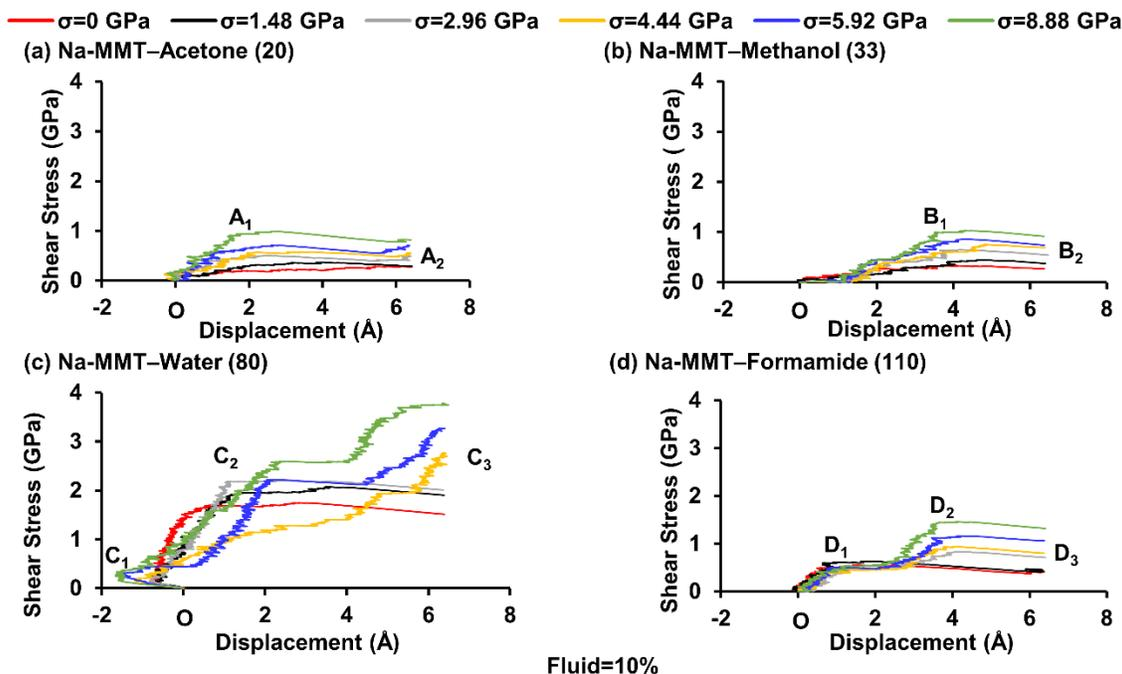 σ=0 GPa σ=1.48 GPa σ=2.96 GPa σ=4.44 GPa σ=5.92 GPa σ=8.88 GPa
(a) Na-MMT–Acetone (20)
Shear Stress (GPa)
4
3
2
1
0
A1
A2
-2 O 2 4 6 8
Displacement (Å)
(b) Na-MMT–Methanol (33)
Shear Stress ( GPa)
4
3
2
1
0
B1
B2
-2 O 2 4 6 8
Displacement (Å)
(c) Na-MMT–Water (80)
Shear Stress (GPa)
4
3
2
1
0
C1
C2
C3
-2 O 2 4 6 8
Displacement (Å)
(d) Na-MMT–Formamide (110)
Shear Stress (GPa)
4
3
2
1
0
D1
D2
D3
-2 O 2 4 6 8
Displacement (Å)
Fluid=10%